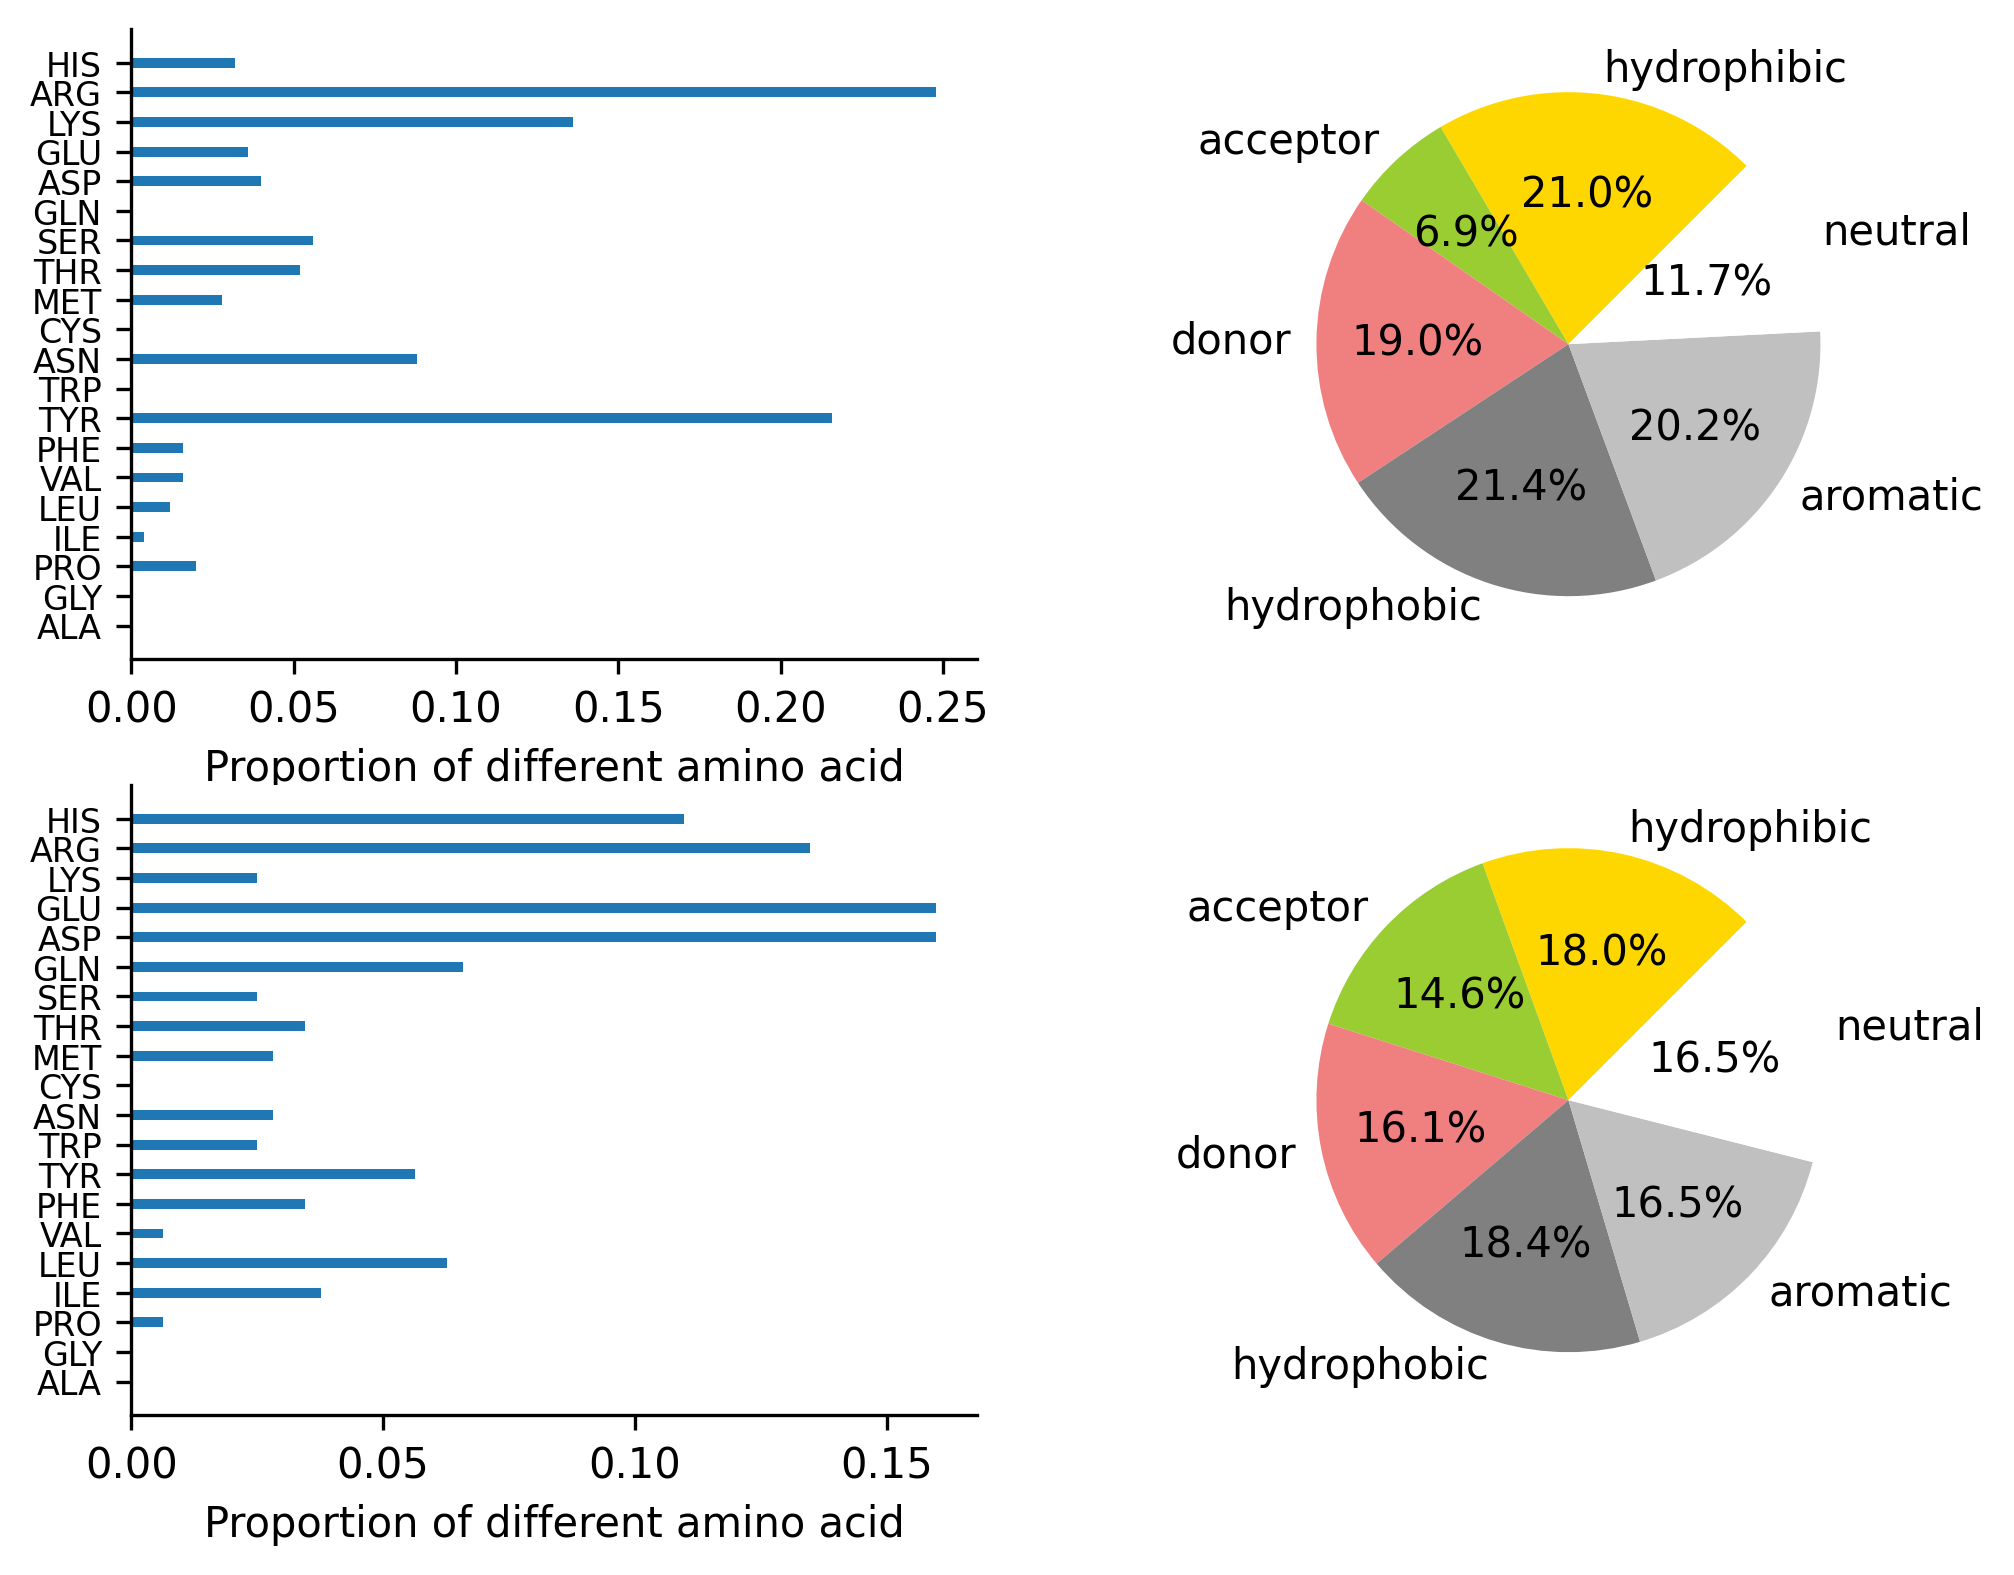 HIS
ARG
LYS
GLU
ASP
GLN
SER
THR
MET
CYS
ASN
TRP
TYR
PHE
VAL
LEU
ILE
PRO
GLY
ALA
0.00 0.05 0.10 0.15 0.20 0.25
Proportion of different amino acid
hydrophibic
acceptor
21.0%
neutral
6.9%
11.7%
donor
19.0%
20.2%
21.4%
aromatic
hydrophobic
HIS
ARG
LYS
GLU
ASP
GLN
SER
THR
MET
CYS
ASN
TRP
TYR
PHE
VAL
LEU
ILE
PRO
GLY
ALA
0.00 0.05 0.10 0.15
Proportion of different amino acid
hydrophibic
acceptor
18.0%
14.6%
neutral
16.5%
16.1%
donor
16.5%
18.4%
aromatic
hydrophobic